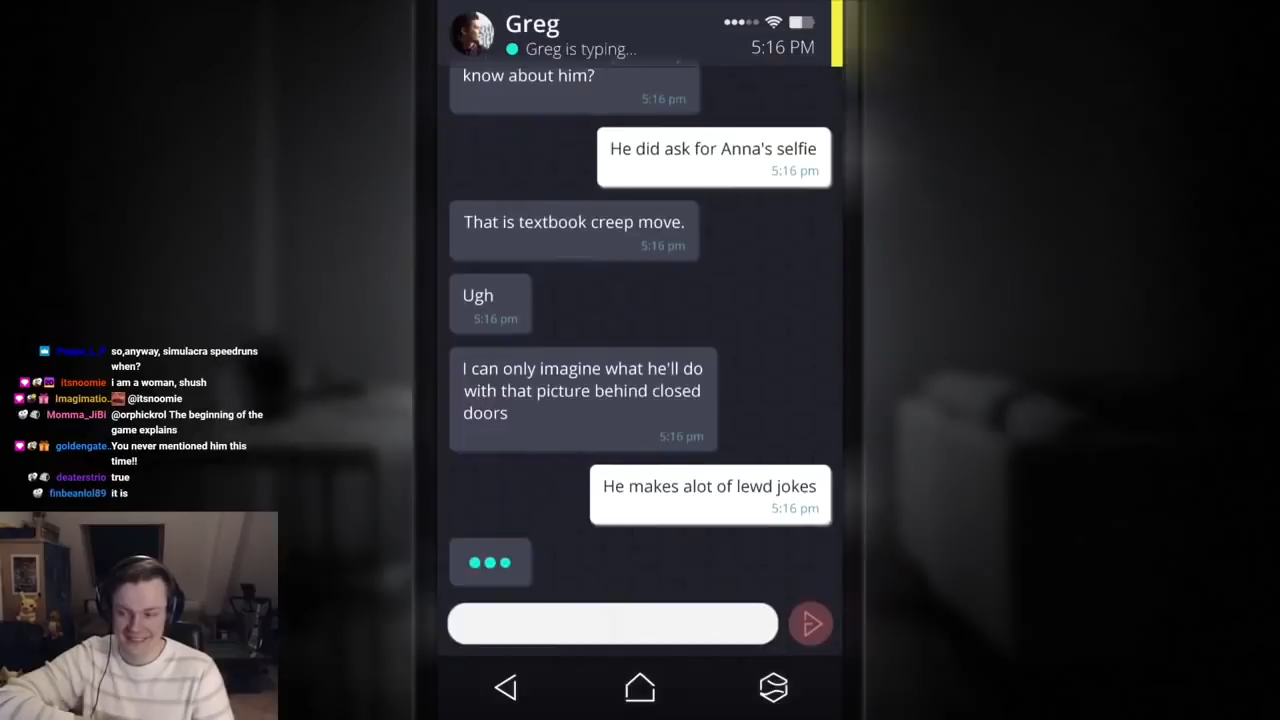 Greg
Greg is typing...
5:16 PM
know about him?
5:16 pm
He did ask for Anna's selfie
5:16 pm
That is textbook creep move.
5:16 pm
Ugh
5:16 pm
I can only imagine what he'll do
with that picture behind closed
doors
5:16 pm
He makes alot of lewd jokes
5:16 pm
so,anyway, simulacra speedruns
when?
itsnoomie i am a woman, shush
Imaginatio.. @itsnoomie
Momma_JiBi @orphickrol The beginning of the
game explains
goldengate.. You never mentioned him this
time!!
deaterstrio true
finbeanlol89 it is